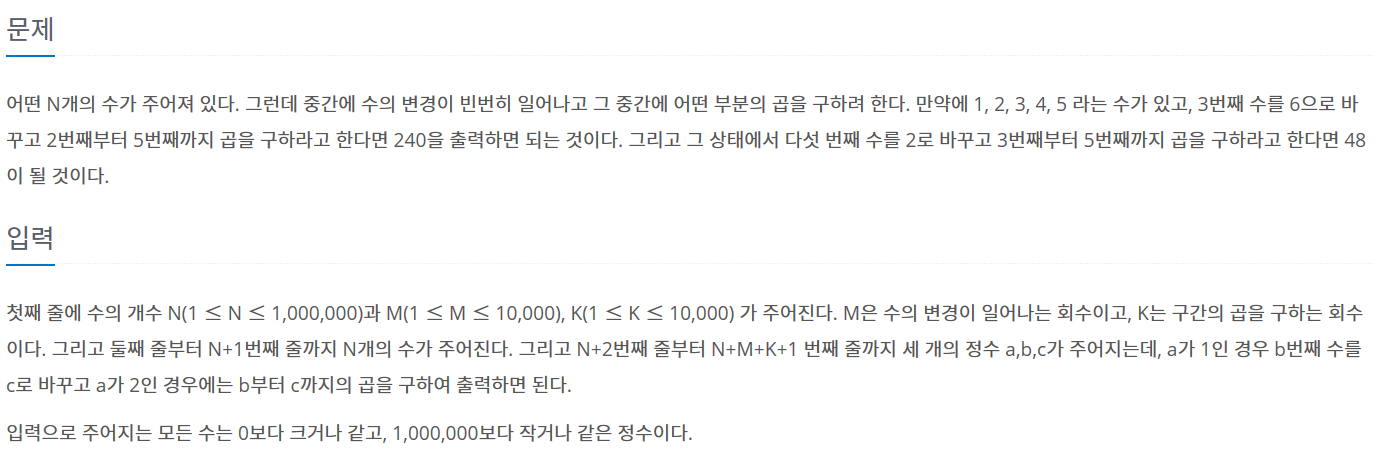 문제
어떤 N개의 수가 주어져 있다. 그런데 중간에 수의 변경이 빈번히 일어나고 그 중간에 어떤 부분의 곱을 구하려 한다. 만약에 1, 2, 3, 4, 5 라는 수가 있고, 3번째 수를 6으로 바
꾸고 2번째부터 5번째까지 곱을 구하라고 한다면 240을 출력하면 되는 것이다. 그리고 그 상태에서 다섯 번째 수를 2로 바꾸고 3번째부터 5번째까지 곱을 구하라고 한다면 48
이 될 것이다.
입력
첫째 줄에 수의 개수 N(1 ≤ N ≤ 1,000,000)과 M(1 ≤ M ≤ 10,000), K(1 ≤ K ≤ 10,000) 가 주어진다. M은 수의 변경이 일어나는 회수이고, K는 구간의 곱을 구하는 회수
이다. 그리고 둘째 줄부터 N+1번째 줄까지 N개의 수가 주어진다. 그리고 N+2번째 줄부터 N+M+K+1 번째 줄까지 세 개의 정수 a,b,c가 주어지는데, a가 1인 경우 b번째 수를
c로 바꾸고 a가 2인 경우에는 b부터 c까지의 곱을 구하여 출력하면 된다.
입력으로 주어지는 모든 수는 0보다 크거나 같고, 1,000,000보다 작거나 같은 정수이다.